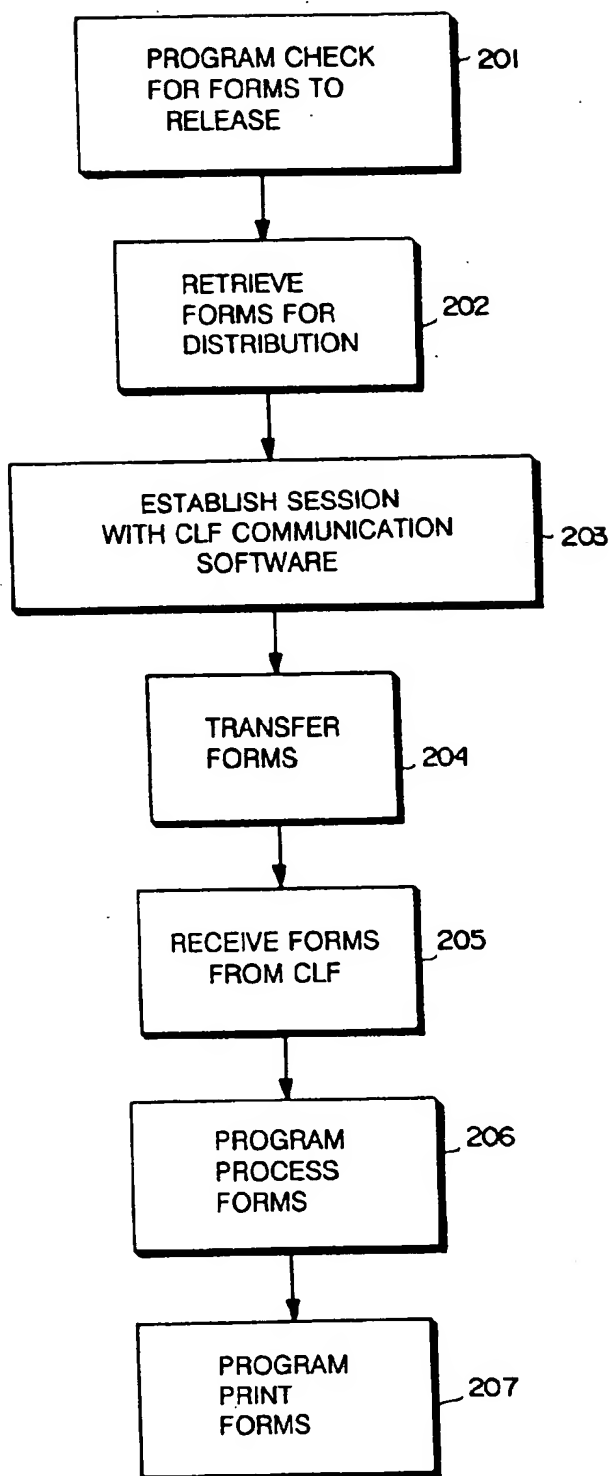 PROGRAM CHECK
FOR FORMS TO
RELEASE
201
RETRIEVE
FORMS FOR
DISTRIBUTION
202
ESTABLISH SESSION
WITH CLF COMMUNICATION
SOFTWARE
203
TRANSFER
FORMS
204
RECEIVE FORMS
FROM CLF
205
PROGRAM
PROCESS
FORMS
206
PROGRAM
PRINT
FORMS
207